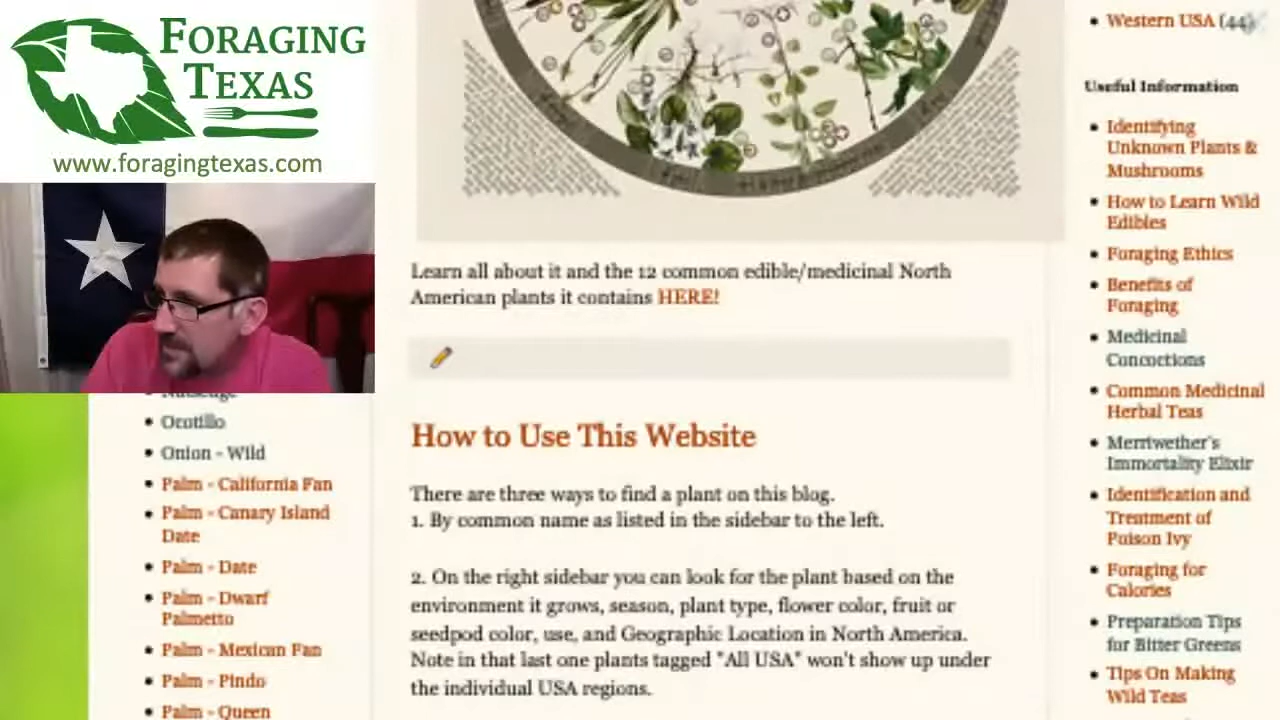 FORAGING
TEXAS
www.foragingtexas.com
Ocotillo
Onion - Wild
Palm - California Fan
Palm - Canary Island
Date
Palm - Date
Palm - Dwarf
Palmetto
Palm - Mexican Fan
Palm - Pindo
Palm - Queen
Learn all about it and the 12 common edible/medicinal North
American plants it contains HERE!
How to Use This Website
There are three ways to find a plant on this blog.
1. By common name as listed in the sidebar to the left.
2. On the right sidebar you can look for the plant based on the
environment it grows, season, plant type, flower color, fruit or
seedpod color, use, and Geographic Location in North America.
Note in that last one plants tagged "All USA" won't show up under
the individual USA regions.
Western USA (44)
Useful Information
Identifying
Unknown Plants &
Mushrooms
How to Learn Wild
Edibles
Foraging Ethics
Benefits of
Foraging
Medicinal
Concoctions
Common Medicinal
Herbal Teas
Merriwether's
Immortality Elixir
Identification and
Treatment of
Poison Ivy
Foraging for
Calories
Preparation Tips
for Bitter Greens
Tips On Making
Wild Teas